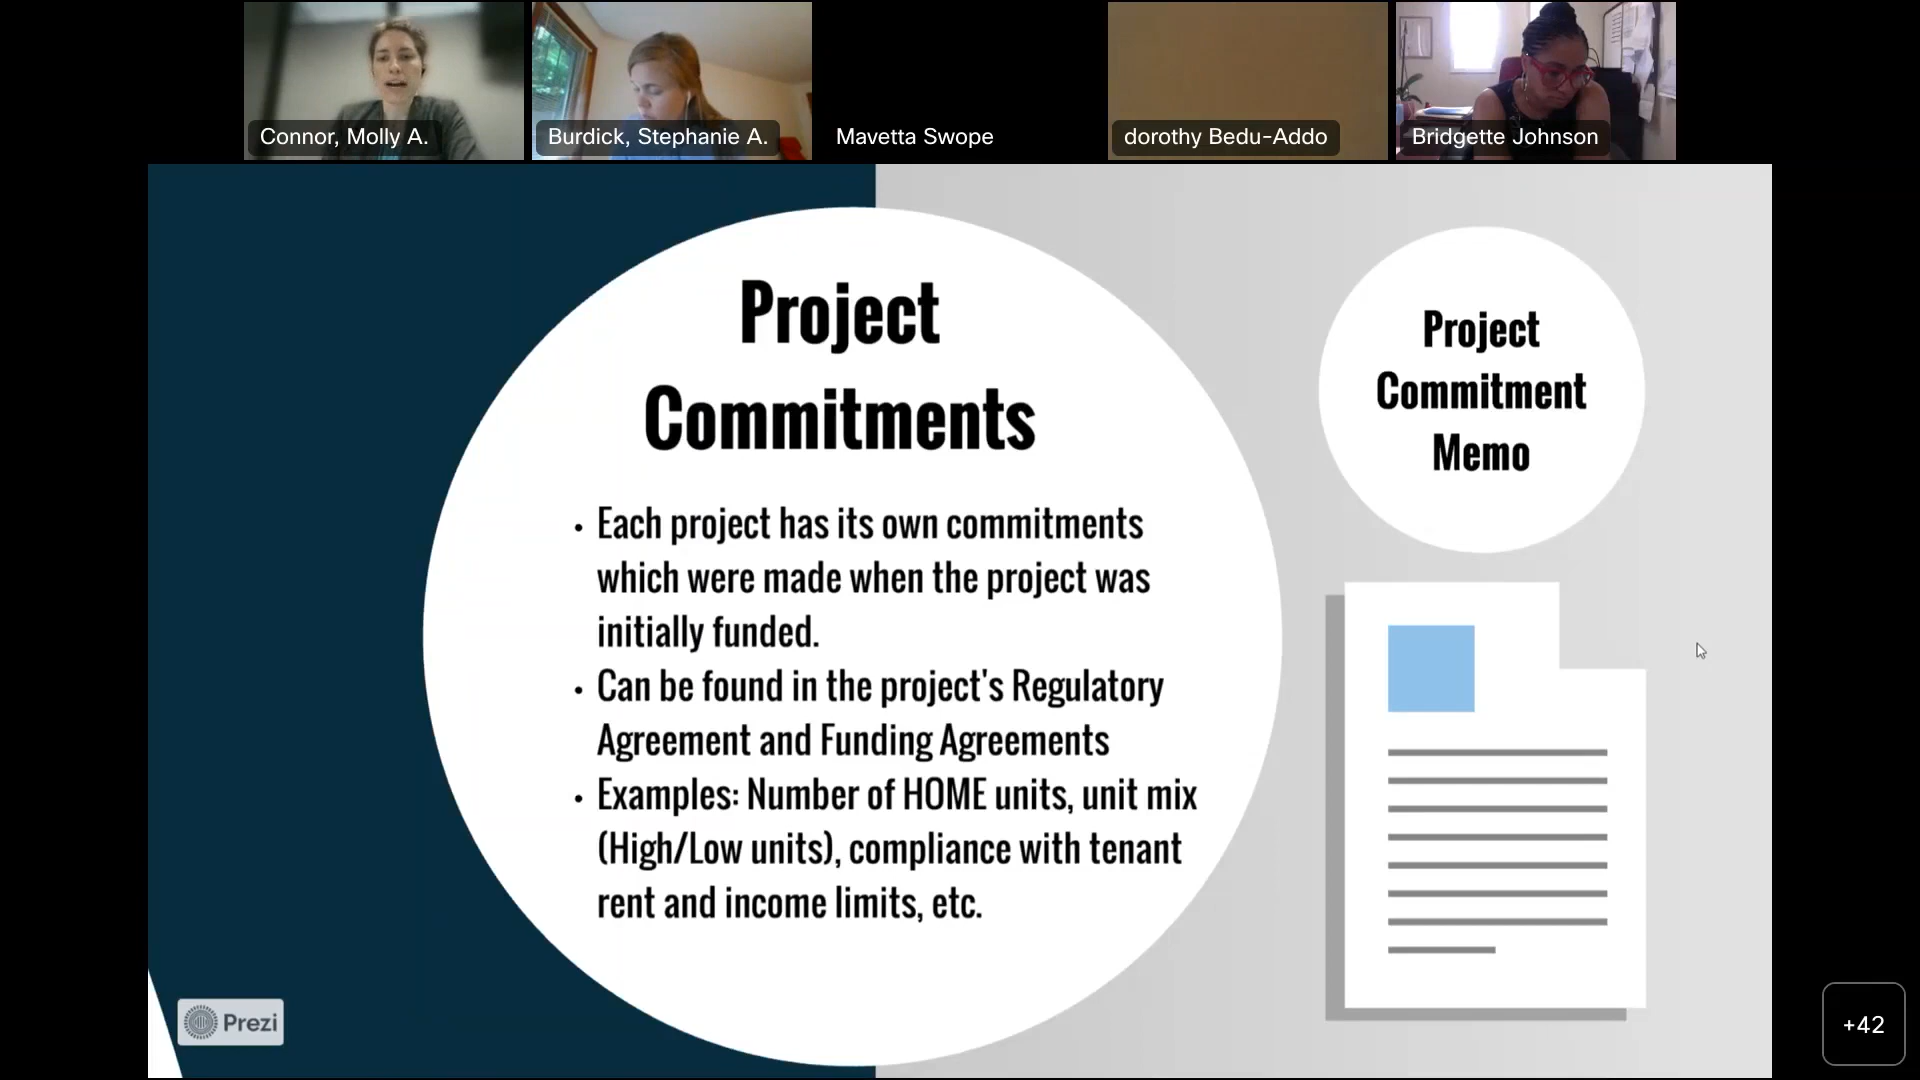 Connor, Molly A.
Burdick, Stephanie A.
Mavetta Swope
dorothy Bedu-Addo
Bridgette Johnson
Project
Commitments
• Each project has its own commitments
which were made when the project was
initially funded.
• Can be found in the project's Regulatory
Agreement and Funding Agreements
• Examples: Number of HOME units, unit mix
(High/Low units), compliance with tenant
rent and income limits, etc.
Project
Commitment
Memo
Prezi
+42